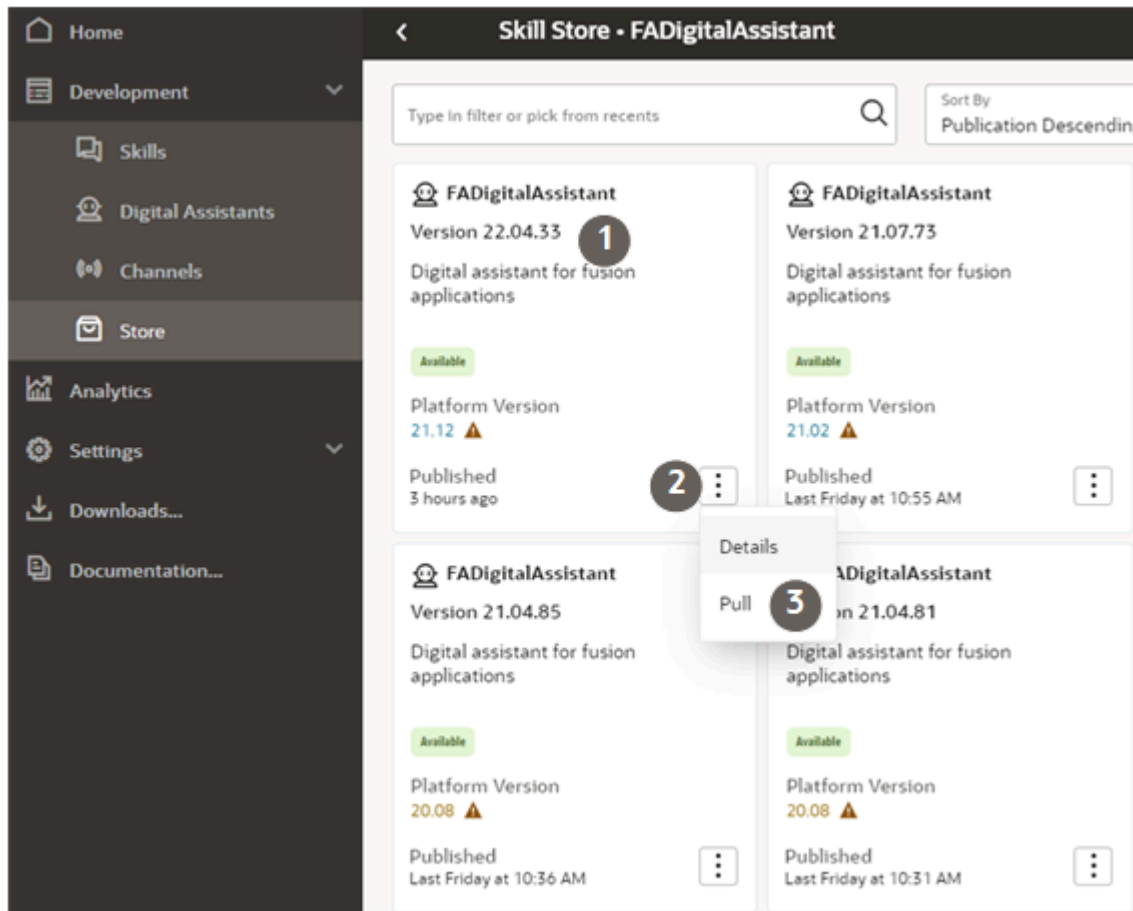 Home
Development
Skills
Digital Assistants
Channels
Store
Analytics
Settings
Downloads...
Documentation...
Skill Store - FADigitalAssistant
Type in filter or pick from recents
Sort By
Publication Descending
FADigitalAssistant
Version 22.04.33
1
Digital assistant for fusion
applications
Available
Platform Version
21.12
Published
3 hours ago
2
FADigitalAssistant
Version 21.07.73
Digital assistant for fusion
applications
Available
Platform Version
21.02
Published
Last Friday at 10:55 AM
Details
Pull
3
FADigitalAssistant
Version 21.04.85
Digital assistant for fusion
applications
Available
Platform Version
20.08
Published
Last Friday at 10:36 AM
ADigitalAssistant
on 21.04.81
Digital assistant for fusion
applications
Available
Platform Version
20.08
Published
Last Friday at 10:31 AM